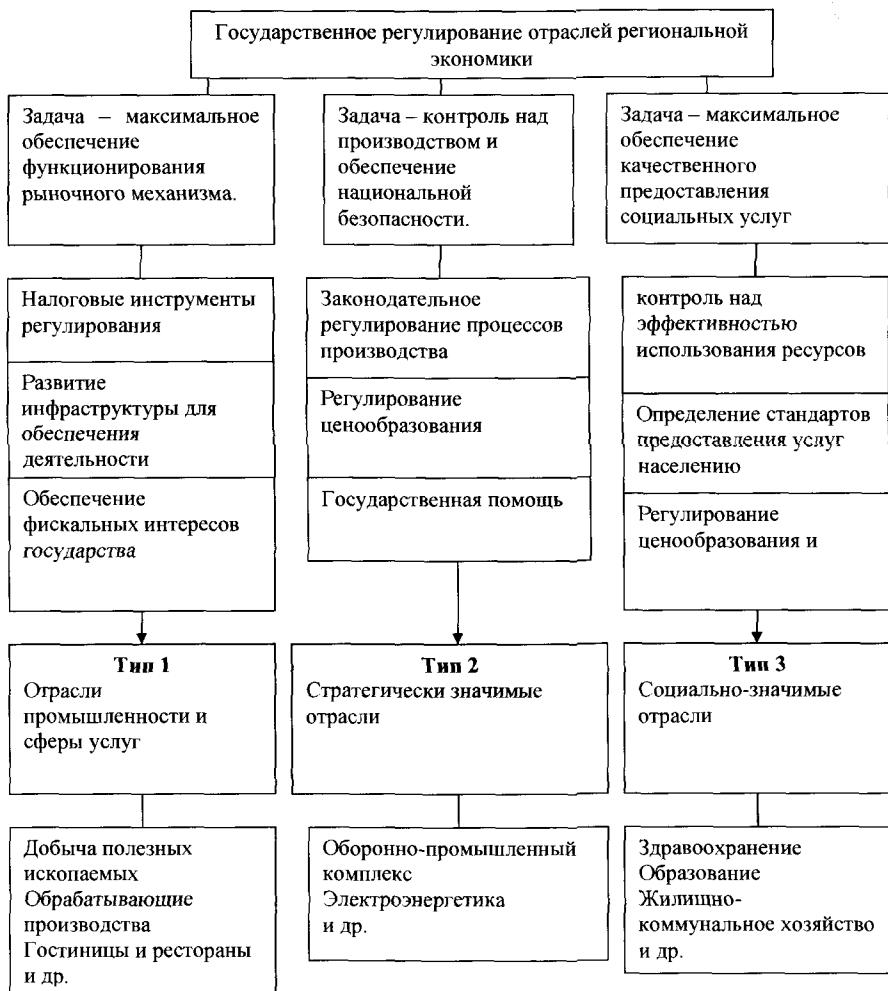 Государственное регулирование отраслей региональной
экономики
Задача – максимальное
обеспечение
функционирования
рыночного механизма.
Задача – контроль над
производством и
обеспечение
национальной
безопасности.
Задача – максимальное
обеспечение
качественного
предоставления
социальных услуг
Налоговые инструменты
регулирования
Развитие
инфраструктуры для
обеспечения
деятельности
Обеспечение
фискальных интересов
государства
Законодательное
регулирование процессов
производства
Регулирование
ценообразования
Государственная помощь
контроль над
эффективностью
использования ресурсов
Определение стандартов
предоставления услуг
населению
Регулирование
ценообразования и
Тип 1
Отрасли
промышленности и
сферы услуг
Тип 2
Стратегически значимые
отрасли
Тип 3
Социально-значимые
отрасли
Добыча полезных
ископаемых
Обрабатывающие
производства
Гостиницы и рестораны
и др.
Оборонно-промышленный
комплекс
Электроэнергетика
и др.
Здравоохранение
Образование
Жилищно-
коммунальное хозяйство
и др.